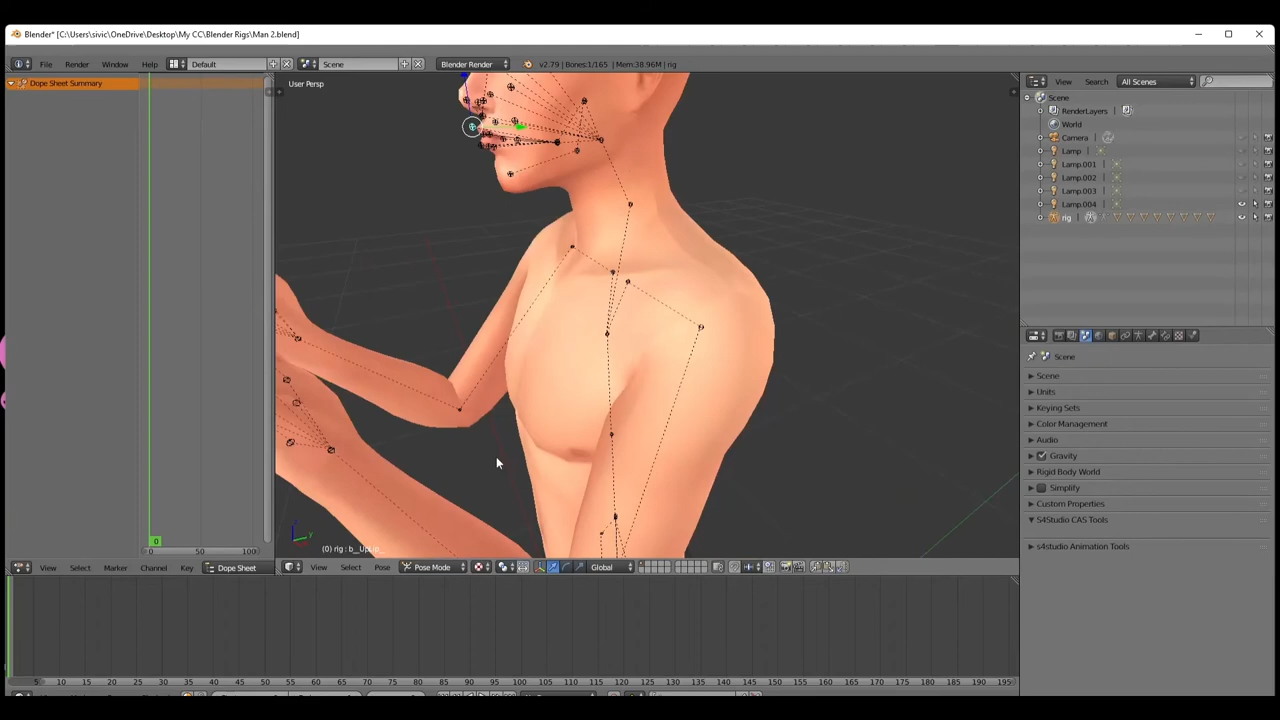 Blender* [C:\Users\sivic\OneDrive\Desktop\My CC\Blender Rigs\Man 2.blend]
File Render Window Help Default Scene Blender Render v2.79 | Bones:1/165 | Mem:38.96M | rig
Dope Sheet Summary
User Persp
View Search All Scenes
Scene
RenderLayers
World
Camera
Lamp
Lamp.001
Lamp.002
Lamp.003
Lamp.004
rig
Scene
Scene
Units
Keying Sets
Color Management
Audio
Gravity
Rigid Body World
Simplify
Custom Properties
S4Studio CAS Tools
s4studio Animation Tools
0
0 50 100
(0) rig : b__UpLip__
View Select Marker Channel Key Dope Sheet
View Select Pose Pose Mode Global
5 10 15 20 25 30 35 40 45 50 55 60 65 70 75 80 85 90 95 100 105 110 115 120 125 130 135 140 145 150 155 160 165 170 175 180 185 190 195